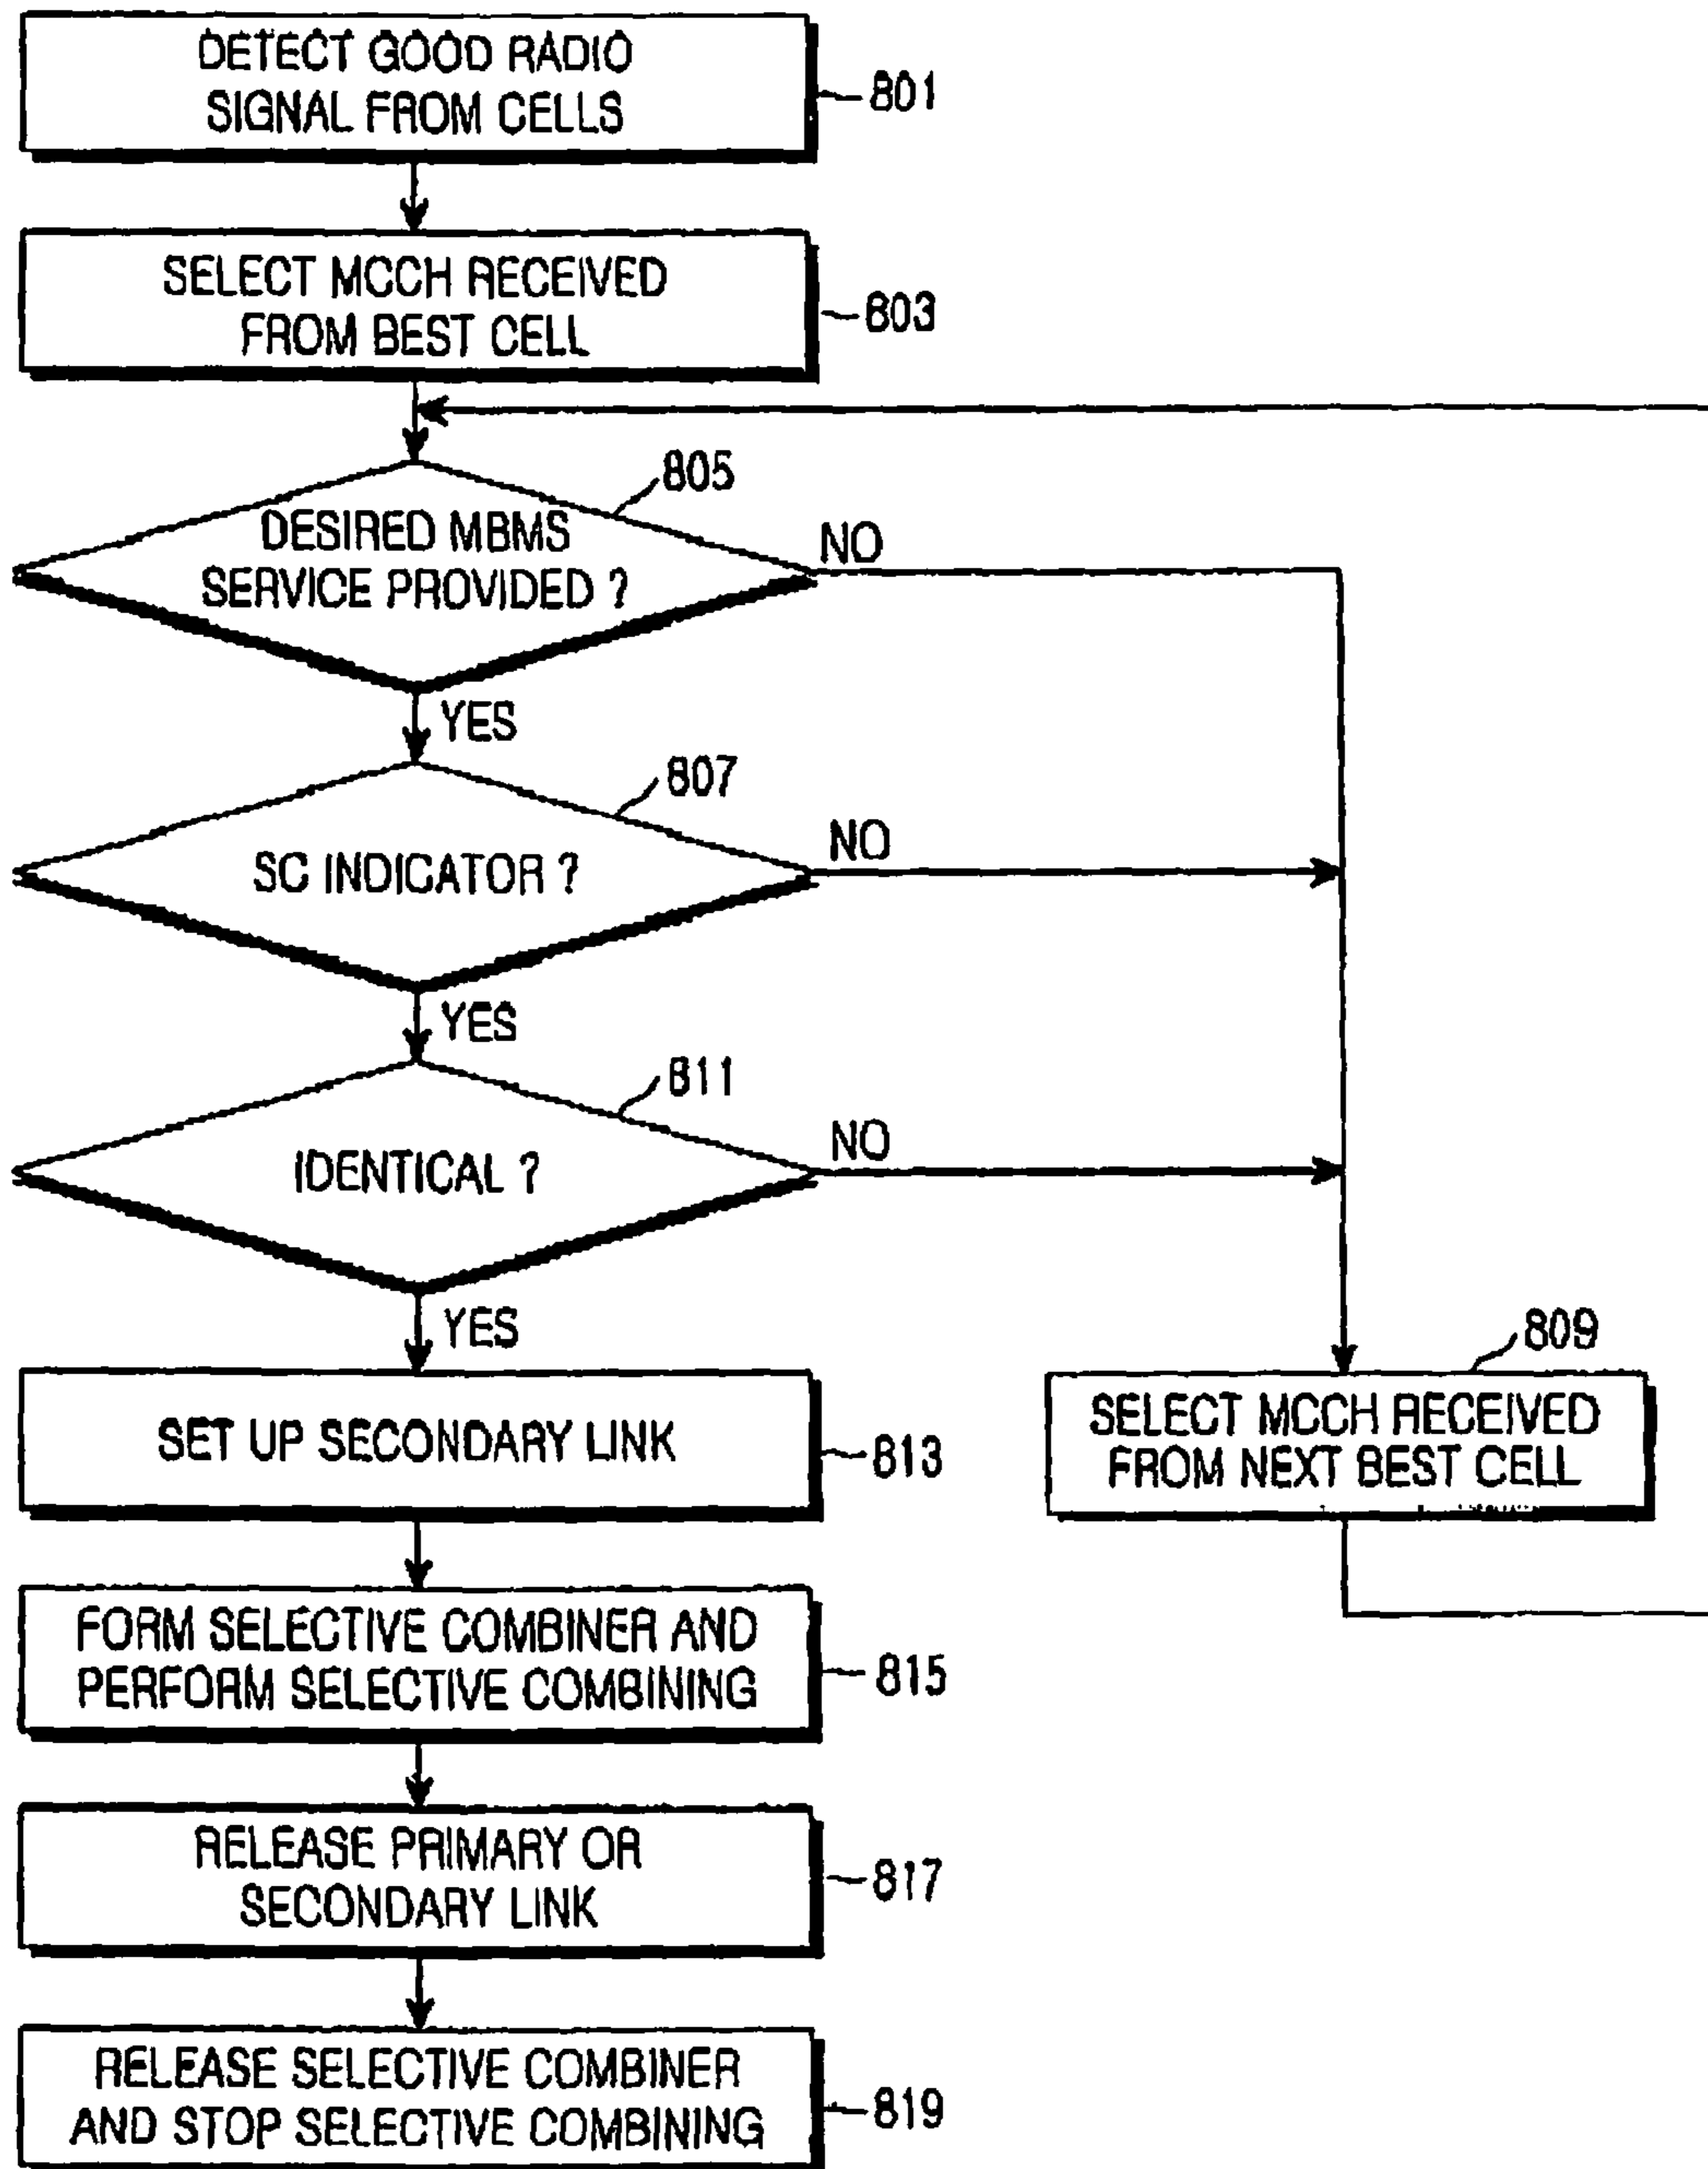 DETECT GOOD RADIO
SIGNAL FROM CELLS
801
SELECT MCCH RECEIVED
FROM BEST CELL
803
805
DESIRED MBMS
SERVICE PROVIDED ?
NO
YES
807
SC INDICATOR ?
NO
YES
811
IDENTICAL ?
NO
YES
809
SELECT MCCH RECEIVED
FROM NEXT BEST CELL
SET UP SECONDARY LINK
813
FORM SELECTIVE COMBINER AND
PERFORM SELECTIVE COMBINING
815
RELEASE PRIMARY OR
SECONDARY LINK
817
RELEASE SELECTIVE COMBINER
AND STOP SELECTIVE COMBINING
819